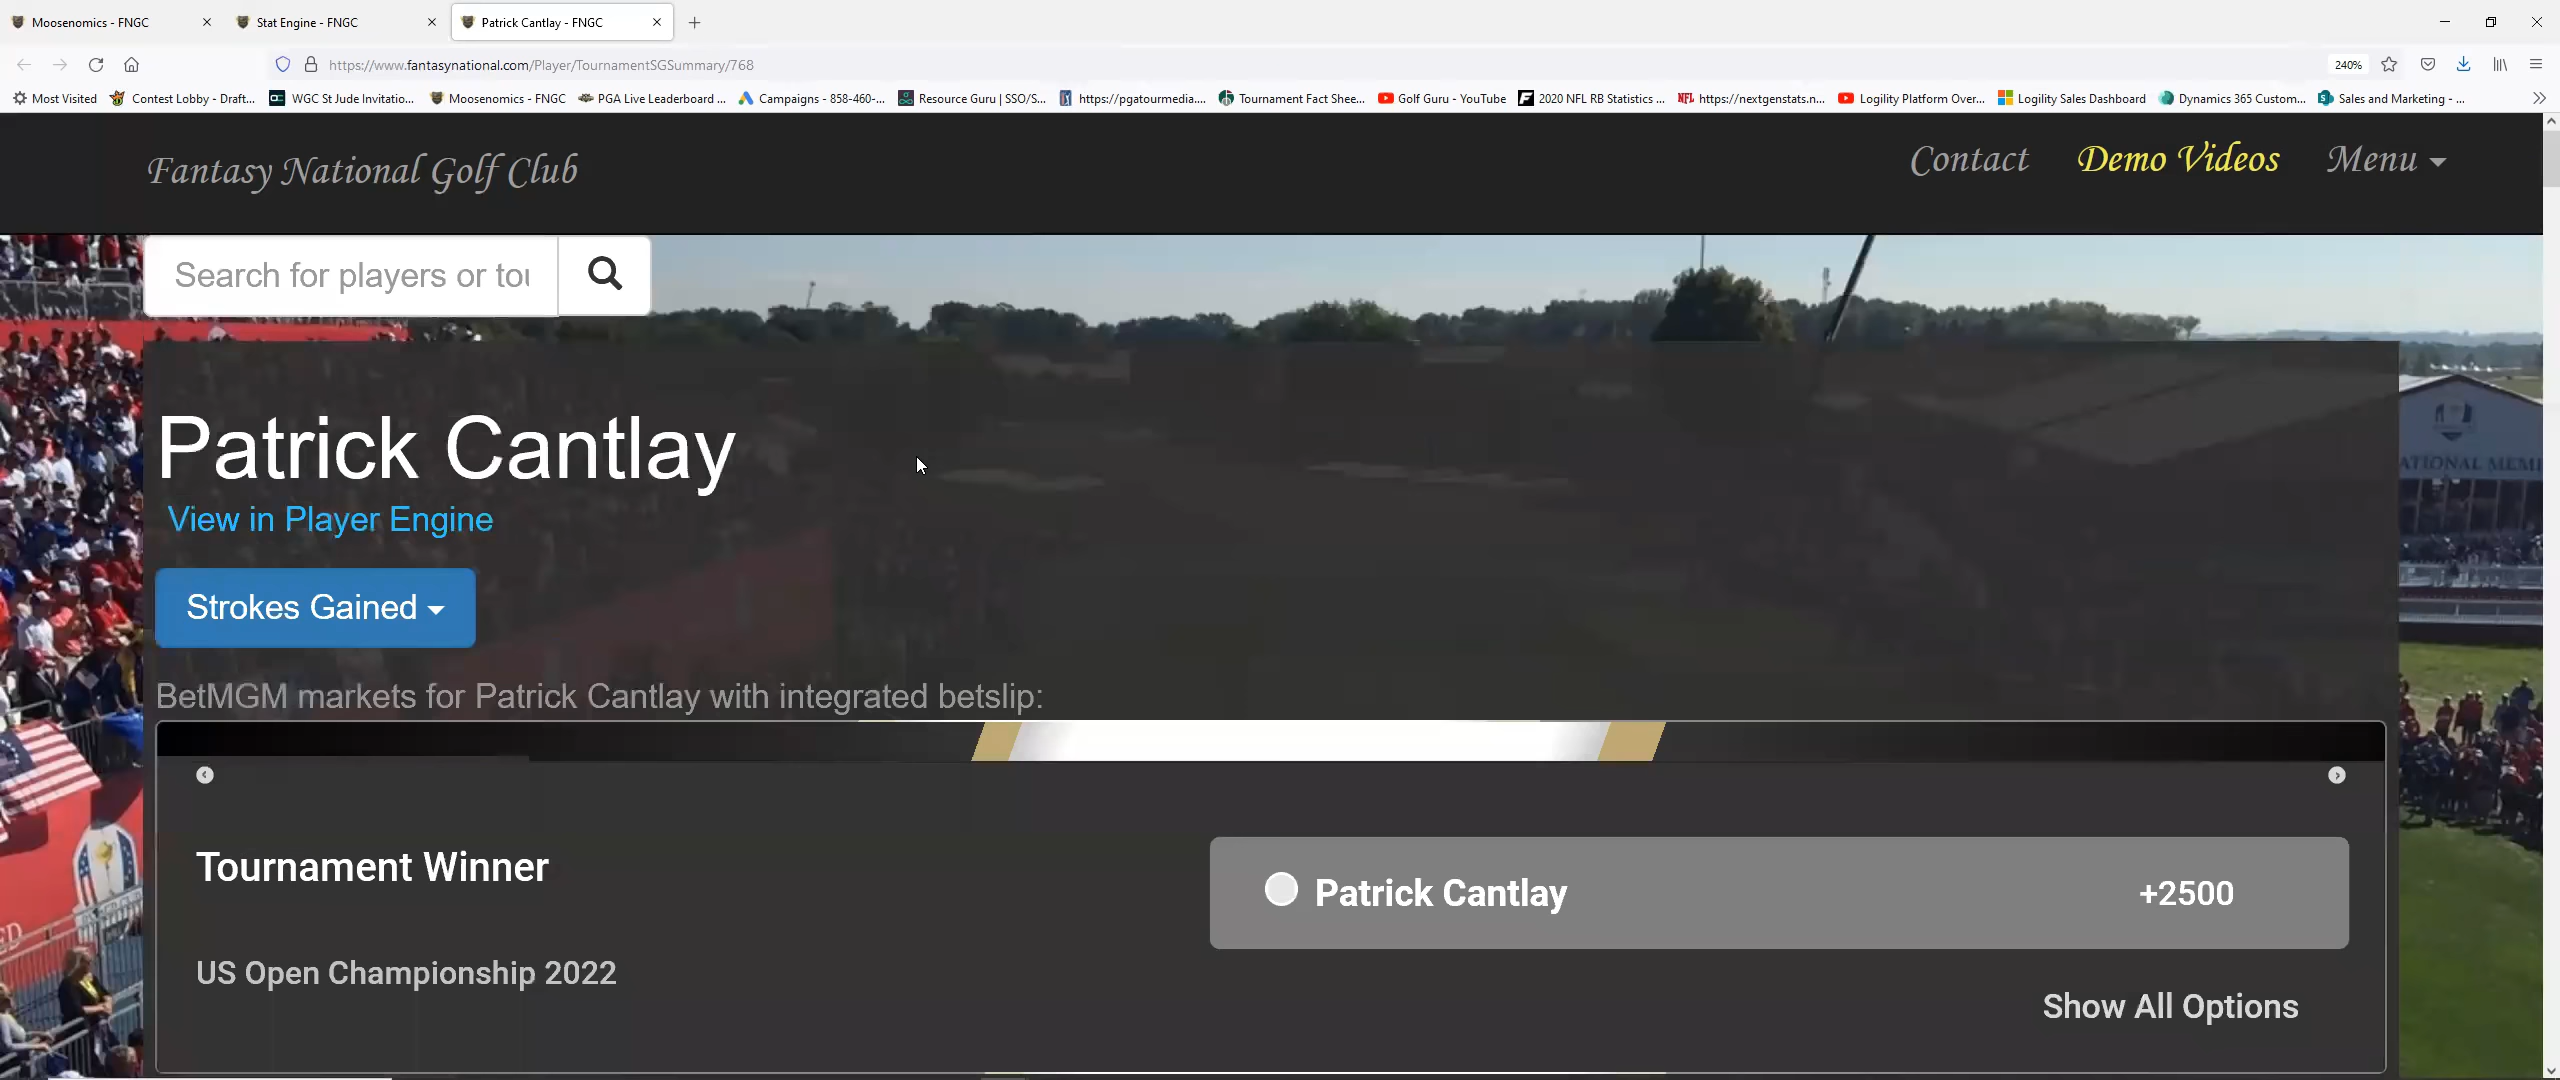 Moosenomics - FNGC
Stat Engine - FNGC
Patrick Cantlay - FNGC
https://www.fantasynational.com/Player/TournamentSGSummary/768
240%
Most Visited
Contest Lobby - Draft...
WGC St Jude Invitatio...
Moosenomics - FNGC
PGA Live Leaderboard ...
Campaigns - 858-460-...
Resource Guru | SSO/S...
https://pgatourmedia....
Tournament Fact Shee...
Golf Guru - YouTube
2020 NFL RB Statistics ...
NFL https://nextgenstats.n...
Logility Platform Over...
Logility Sales Dashboard
Dynamics 365 Custom...
Sales and Marketing - ...
Fantasy National Golf Club
Contact
Demo Videos
Menu
Search for players or tou
Patrick Cantlay
View in Player Engine
Strokes Gained
BetMGM markets for Patrick Cantlay with integrated betslip:
Tournament Winner
Patrick Cantlay
+2500
US Open Championship 2022
Show All Options